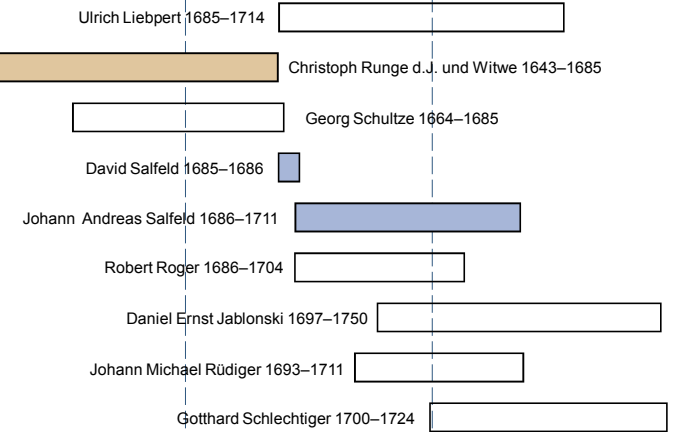 Ulrich Liebpert 1685–1714
Christoph Runge d.J. und Witwe 1643–1685
Georg Schultze 1664–1685
David Salfeld 1685–1686
Johann Andreas Salfeld 1686–1711
Robert Roger 1686–1704
Daniel Ernst Jablonski 1697–1750
Johann Michael Rüdiger 1693–1711
Gotthard Schlechtiger 1700–1724